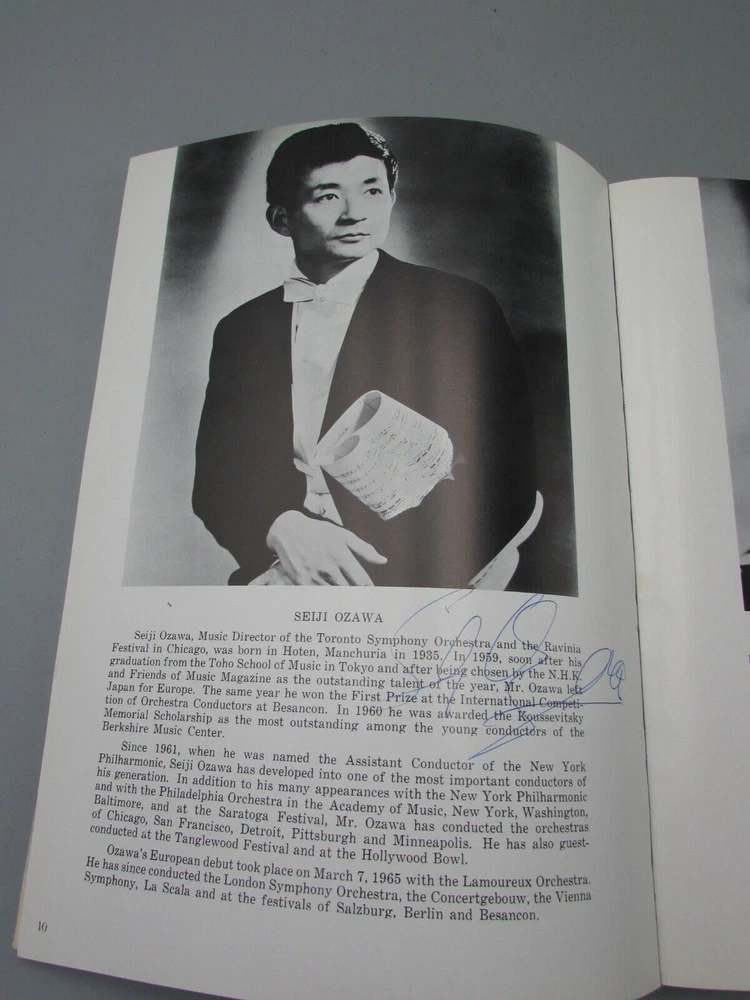 SEIJI OZAWA
Seiji Ozawa, Music Director of the Toronto Symphony Orchestra and the Ravinia
Festival in Chicago, was born in Hoten, Manchuria in 1935. In 1959, soon after his
graduation from the Toho School of Music in Tokyo and after being chosen by the N.H.K.
and Friends of Music Magazine as the outstanding talent of the year, Mr. Ozawa left
Japan for Europe. The same year he won the First Prize at the International Competi-
tion of Orchestra Conductors at Besancon. In 1960 he was awarded the Koussevitsky
Memorial Scholarship as the most outstanding among the young conductors of the
Berkshire Music Center.
Since 1961, when he was named the Assistant Conductor of the New York
Philharmonic, Seiji Ozawa has developed into one of the most important conductors of
his generation. In addition to his many appearances with the New York Philharmonic
and with the Philadelphia Orchestra in the Academy of Music, New York, Washington,
Baltimore, and at the Saratoga Festival, Mr. Ozawa has conducted the orchestras
of Chicago, San Francisco, Detroit, Pittsburgh and Minneapolis. He has also guest-
conducted at the Tanglewood Festival and at the Hollywood Bowl.
Ozawa's European debut took place on March 7, 1965 with the Lamoureux Orchestra.
He has since conducted the London Symphony Orchestra, the Concertgebouw, the Vienna
Symphony, La Scala and at the festivals of Salzburg, Berlin and Besancon.
10